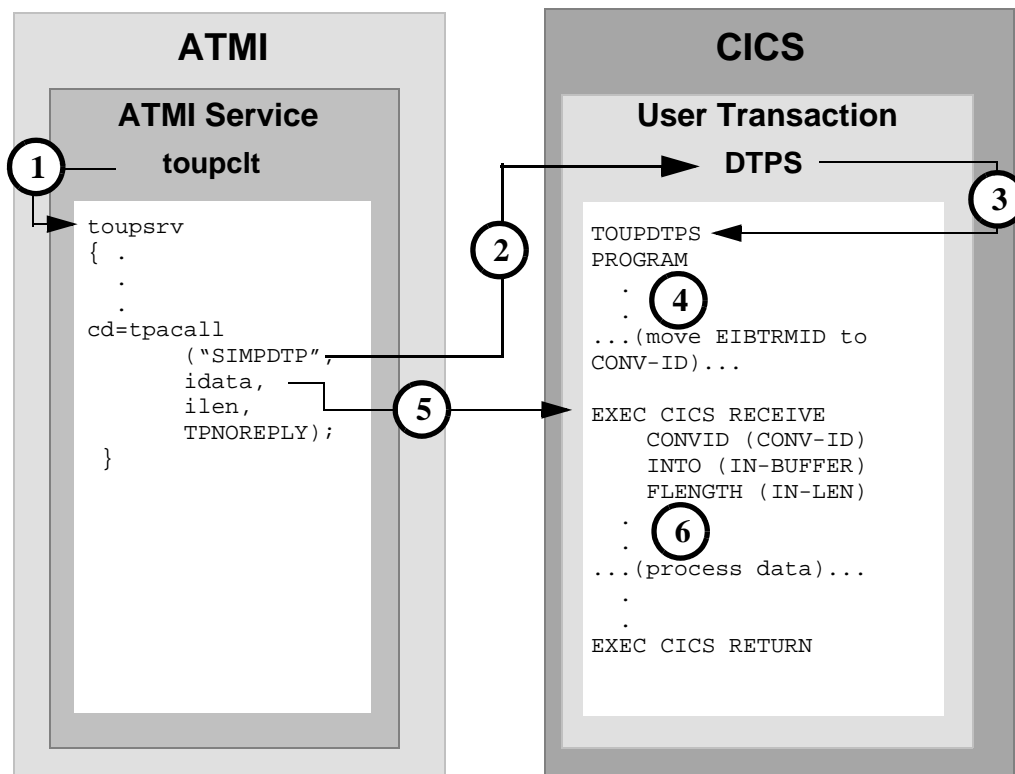 ATMI
ATMI Service
toupclt
1
toupsrv
{ .
.
.
cd=tpacall
(“SIMPDTP”,
idata,
ilen,
TPNOREPLY);
}
2
5
CICS
User Transaction
DTPS
3
TOUPDTPS
PROGRAM
.
4
.
...(move EIBTRMID to
CONV-ID)...
EXEC CICS RECEIVE
CONVID (CONV-ID)
INTO (IN-BUFFER)
FLENGTH (IN-LEN)
.
6
.
...(process data)...
.
.
EXEC CICS RETURN